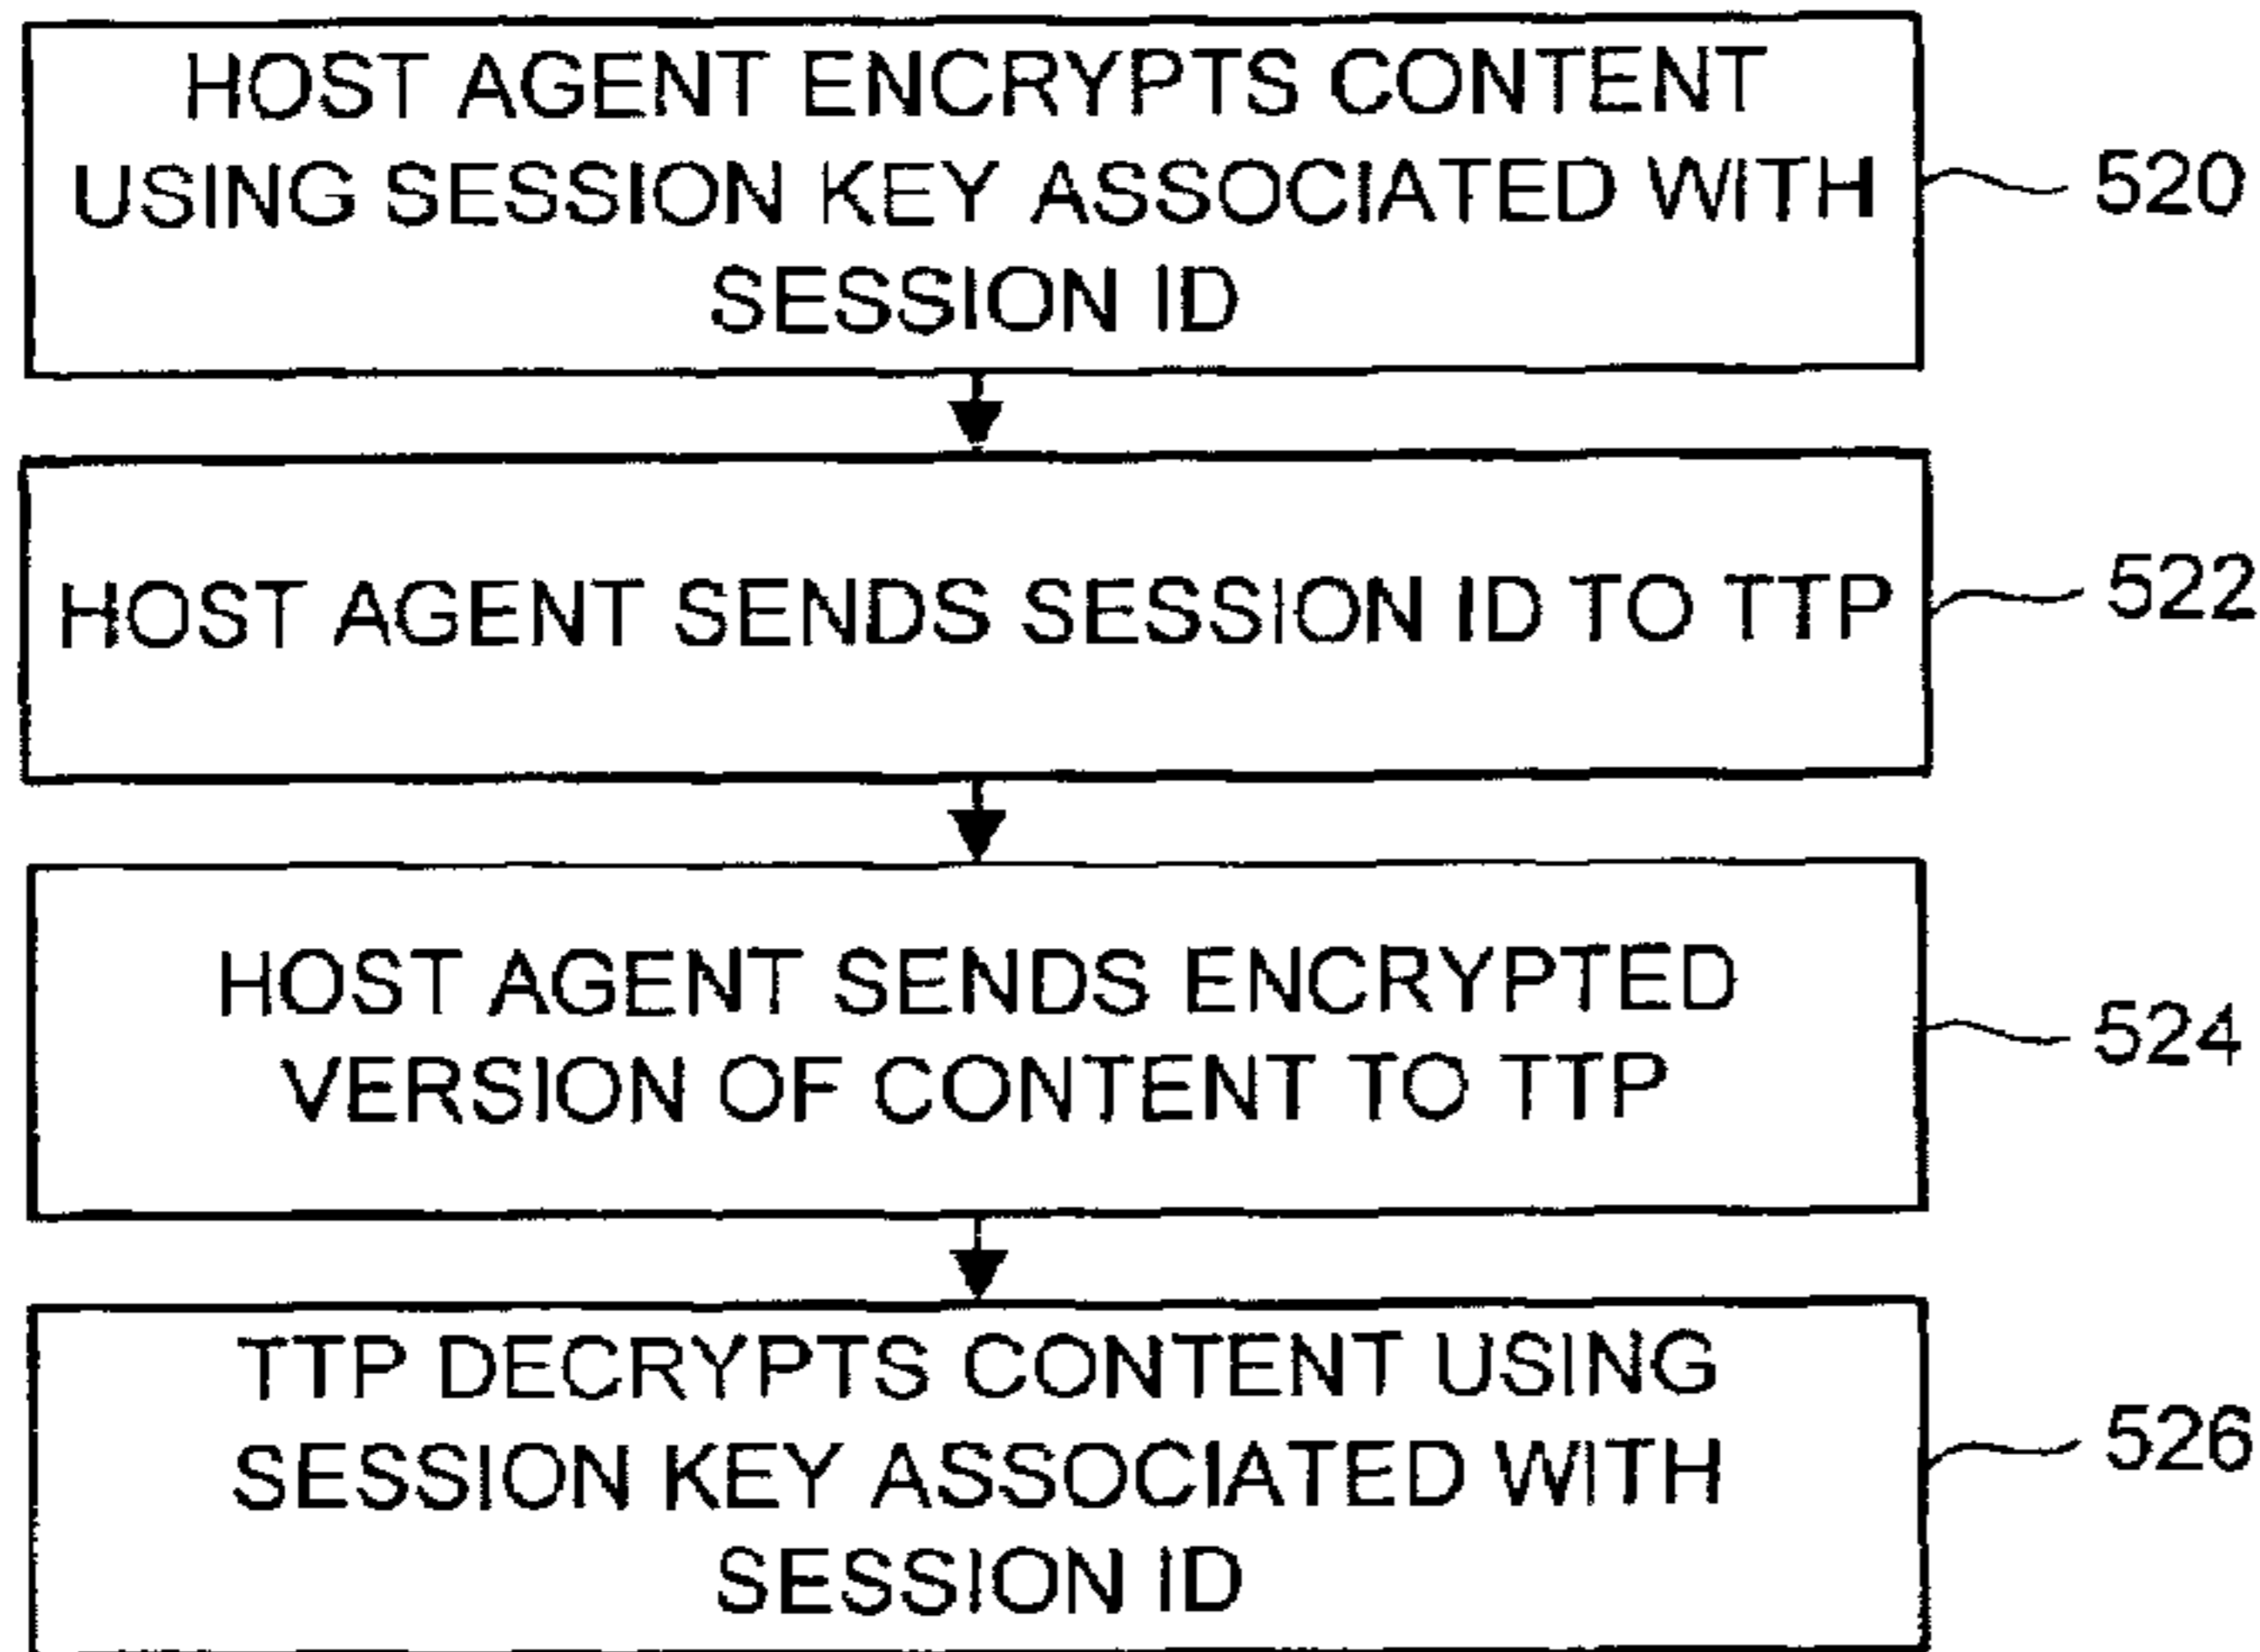 HOST AGENT ENCRYPTS CONTENT
USING SESSION KEY ASSOCIATED WITH
SESSION ID
520
HOST AGENT SENDS SESSION ID TO TTP
522
HOST AGENT SENDS ENCRYPTED
VERSION OF CONTENT TO TTP
524
TTP DECRYPTS CONTENT USING
SESSION KEY ASSOCIATED WITH
SESSION ID
526